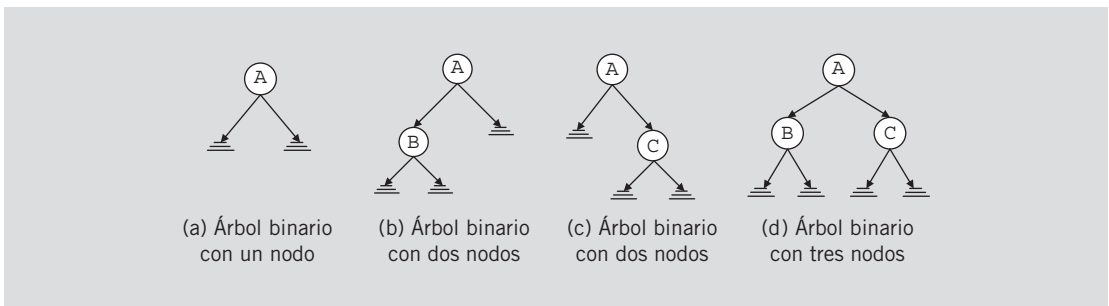 A
A
A
A
B
C
B
C
(a) Árbol binario
con un nodo
(b) Árbol binario
con dos nodos
(c) Árbol binario
con dos nodos
(d) Árbol binario
con tres nodos